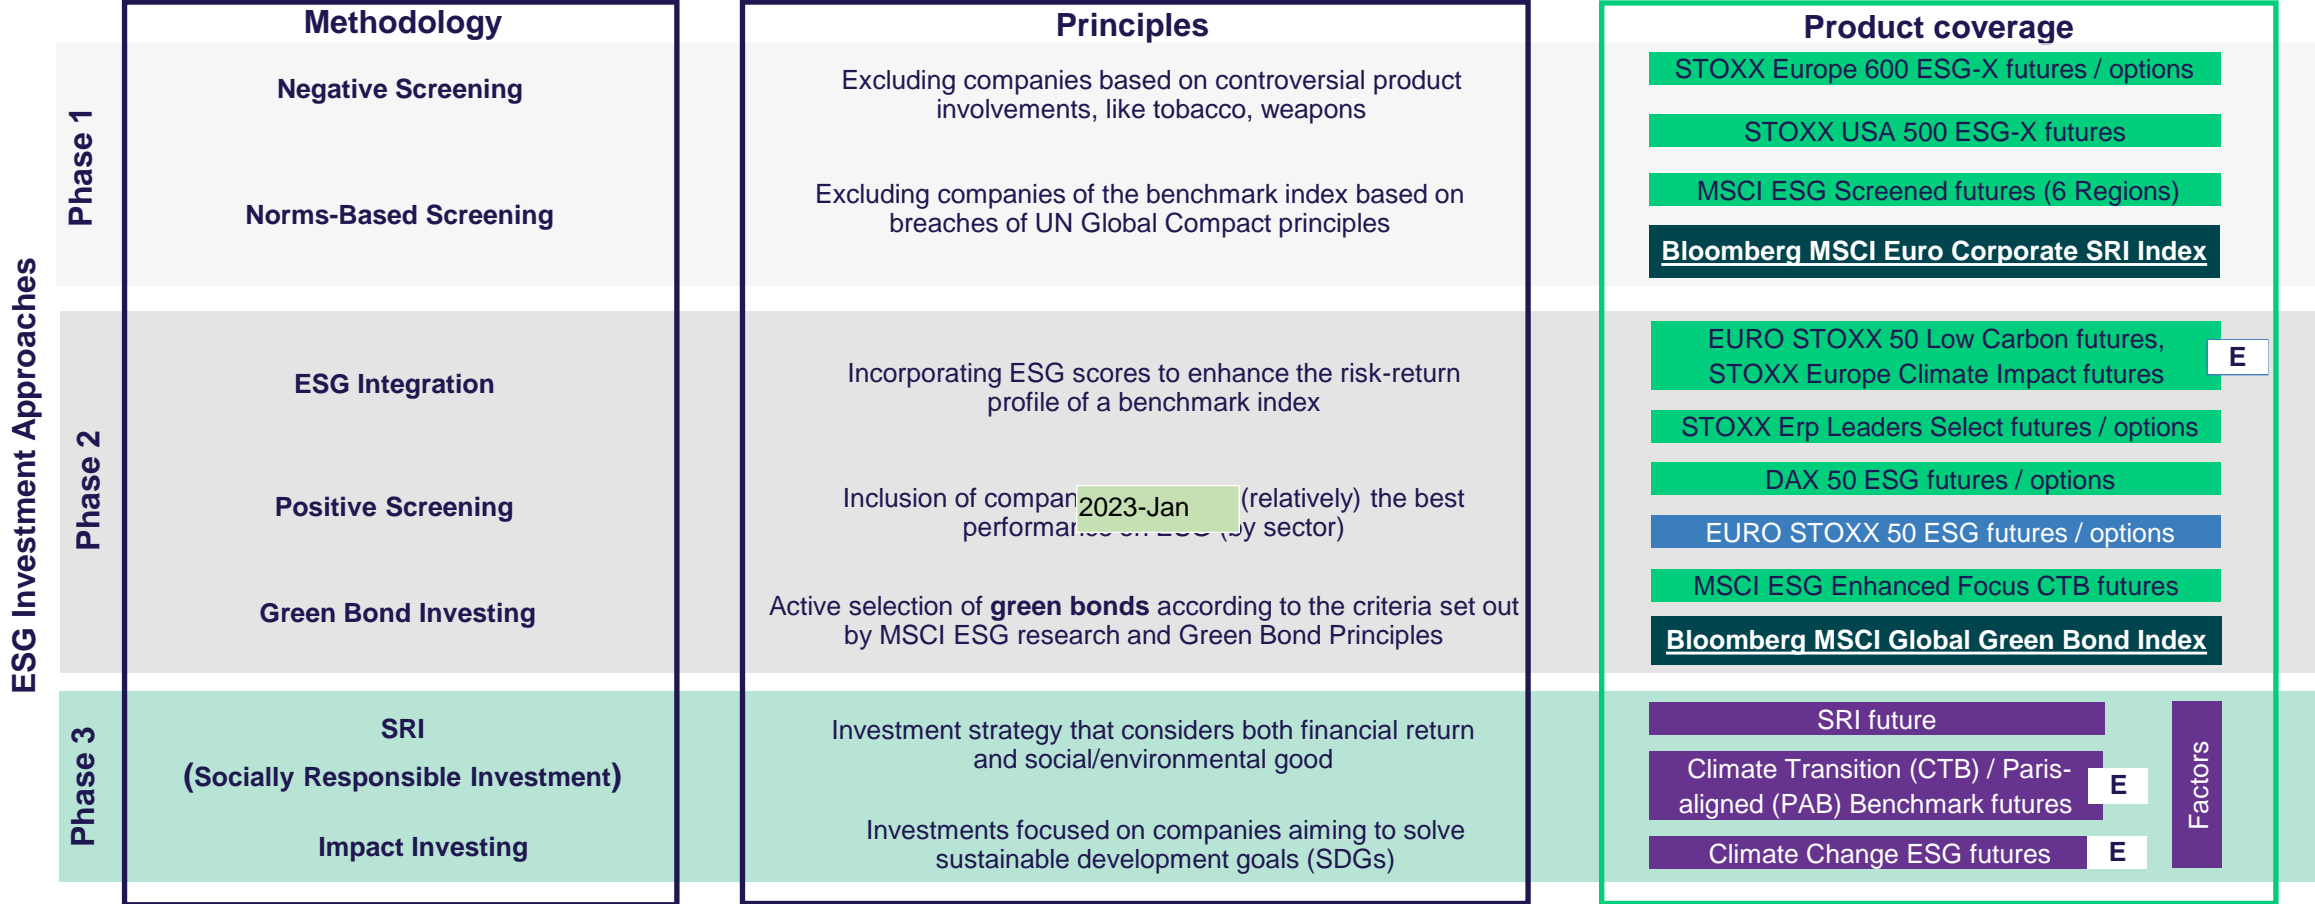 Methodology
Principles
Product coverage
ESG Investment Approaches
Phase 1
Negative Screening
Excluding companies based on controversial product
involvements, like tobacco, weapons
Norms-Based Screening
Excluding companies of the benchmark index based on
breaches of UN Global Compact principles
STOXX Europe 600 ESG-X futures / options
STOXX USA 500 ESG-X futures
MSCI ESG Screened futures (6 Regions)
Bloomberg MSCI Euro Corporate SRI Index
Phase 2
ESG Integration
Incorporating ESG scores to enhance the risk-return
profile of a benchmark index
Positive Screening
Inclusion of compan (relatively) the best
performance on ESG (by sector)
2023-Jan
Green Bond Investing
Active selection of green bonds according to the criteria set out
by MSCI ESG research and Green Bond Principles
EURO STOXX 50 Low Carbon futures,
STOXX Europe Climate Impact futures
E
STOXX Erp Leaders Select futures / options
DAX 50 ESG futures / options
EURO STOXX 50 ESG futures / options
MSCI ESG Enhanced Focus CTB futures
Bloomberg MSCI Global Green Bond Index
Phase 3
SRI
(Socially Responsible Investment)
Investment strategy that considers both financial return
and social/environmental good
Impact Investing
Investments focused on companies aiming to solve
sustainable development goals (SDGs)
SRI future
Climate Transition (CTB) / Paris-
aligned (PAB) Benchmark futures
E
Climate Change ESG futures
E
Factors